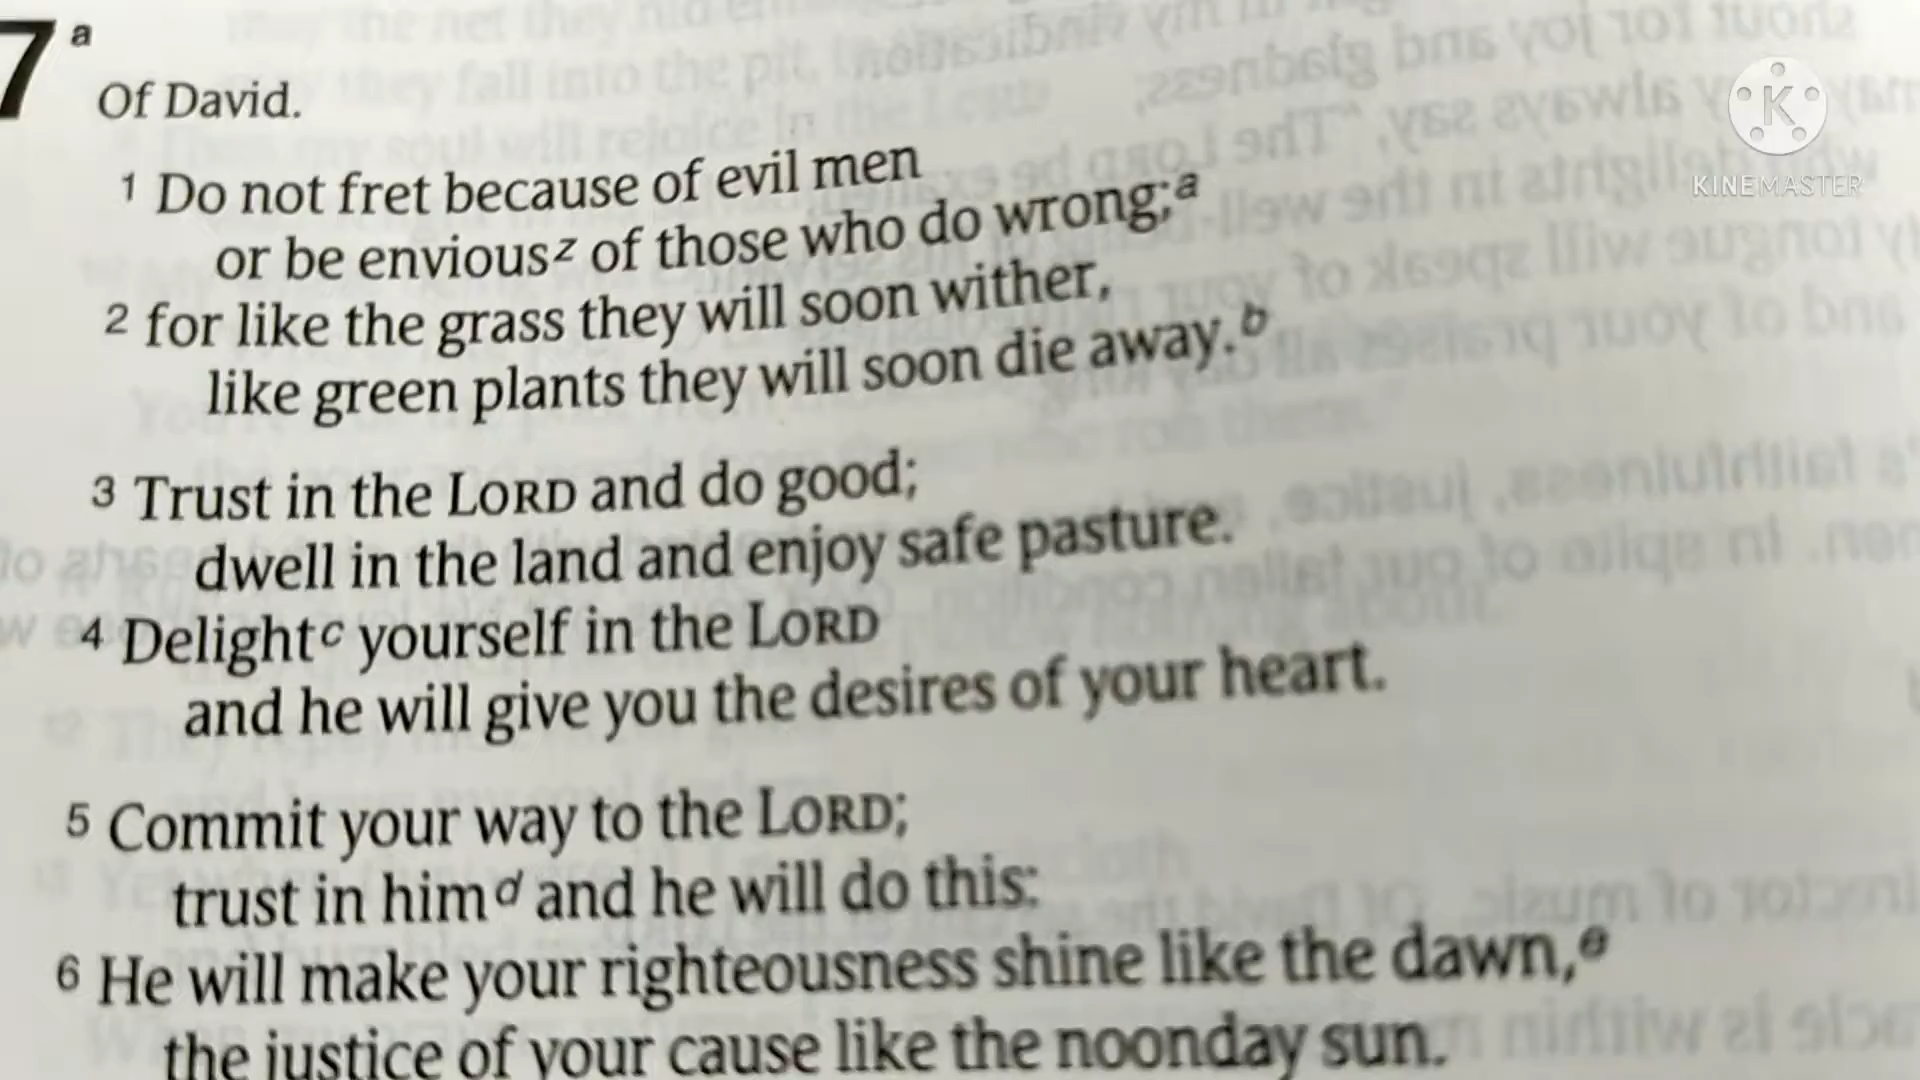 7 a
Of David.
1 Do not fret because of evil men
or be envious z of those who do wrong; a
2 for like the grass they will soon wither,
like green plants they will soon die away. b
3 Trust in the LORD and do good;
dwell in the land and enjoy safe pasture.
4 Delight c yourself in the LORD
and he will give you the desires of your heart.
5 Commit your way to the LORD;
trust in him d and he will do this:
6 He will make your righteousness shine like the dawn, e
the justice of your cause like the noonday sun.
K
KINEMASTER